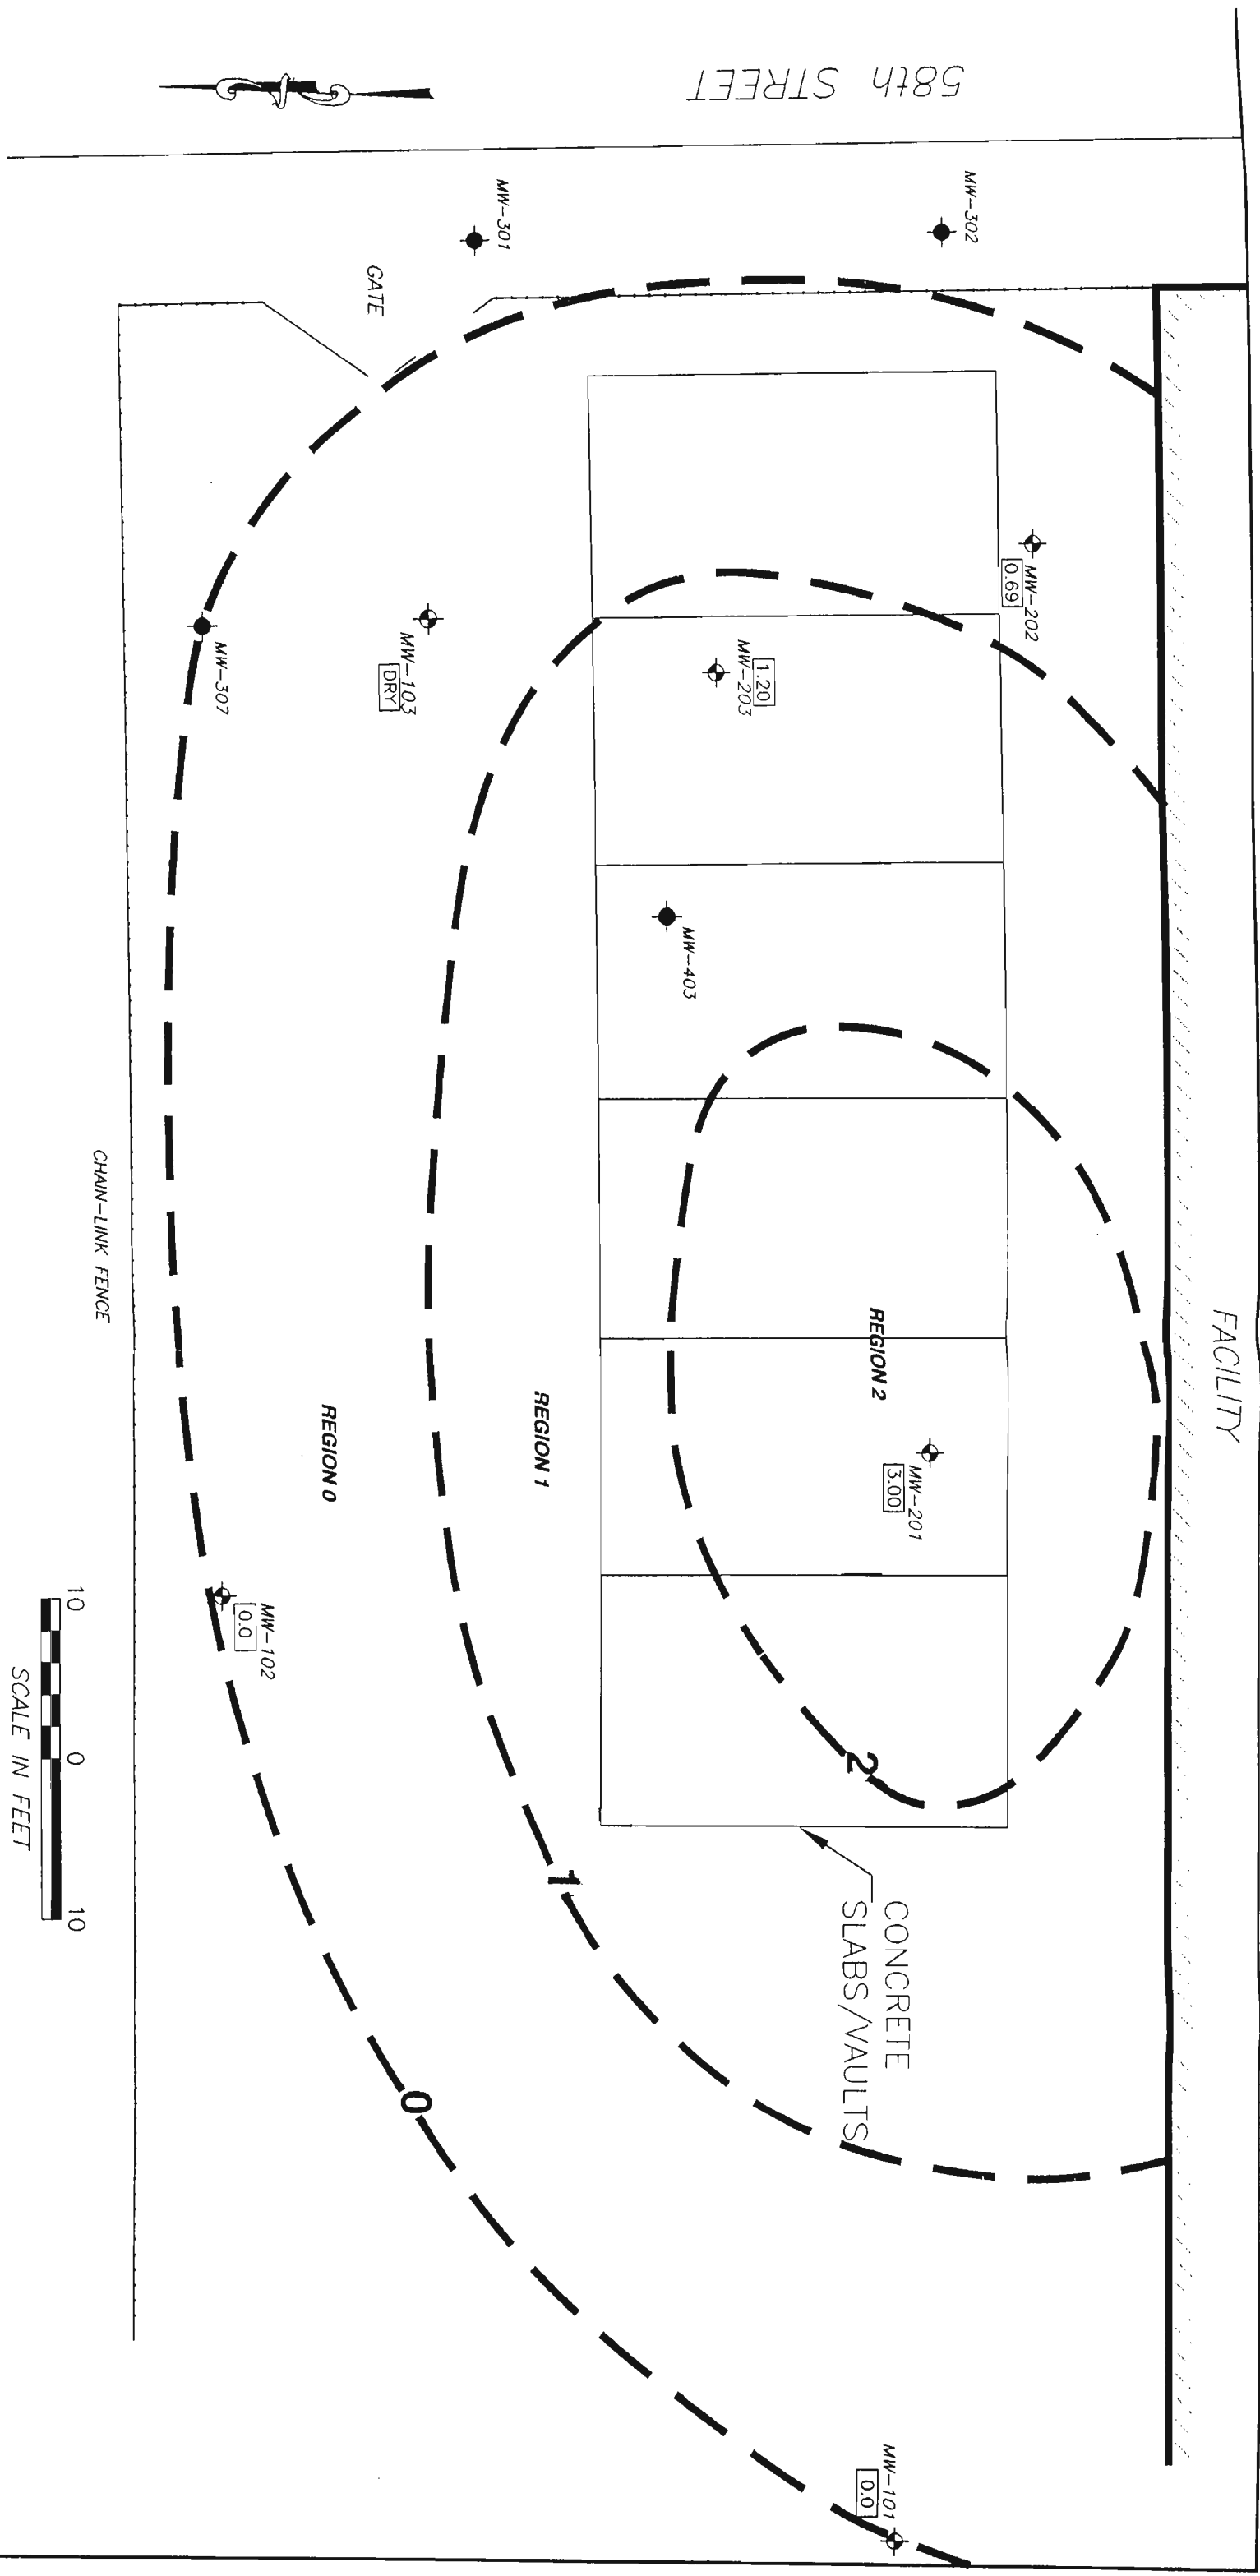 58th STREET
FACILITY
MW-302
MW-301
GATE
MW-202
0.69
1.20
MW-203
MW-103
DRY
MW-307
MW-403
REGION 2
MW-201
3.00
REGION 1
REGION 0
CHAIN-LINK FENCE
MW-102
0.0
2
1
0
CONCRETE
SLABS/VAULTS
MW-101
0.0
10 0 10
SCALE IN FEET